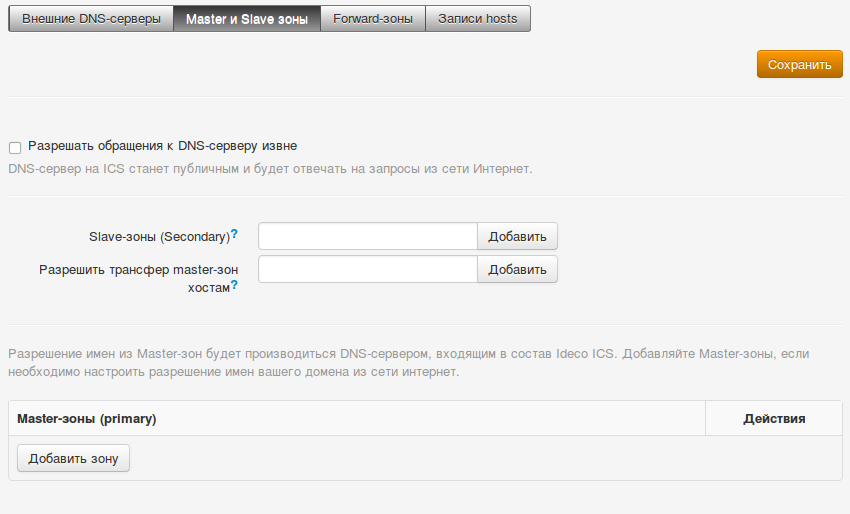 Внешние DNS-серверы Master и Slave зоны Forward-зоны Записи hosts
Сохранить
Разрешать обращения к DNS-серверу извне
DNS-сервер на ICS станет публичным и будет отвечать на запросы из сети Интернет.
Slave-зоны (Secondary)? Добавить
Разрешить трансфер master-зон
хостам? Добавить
Разрешение имен из Master-зон будет производиться DNS-сервером, входящим в состав Ideco ICS. Добавляйте Master-зоны, если
необходимо настроить разрешение имен вашего домена из сети интернет.
Master-зоны (primary) Действия
Добавить зону